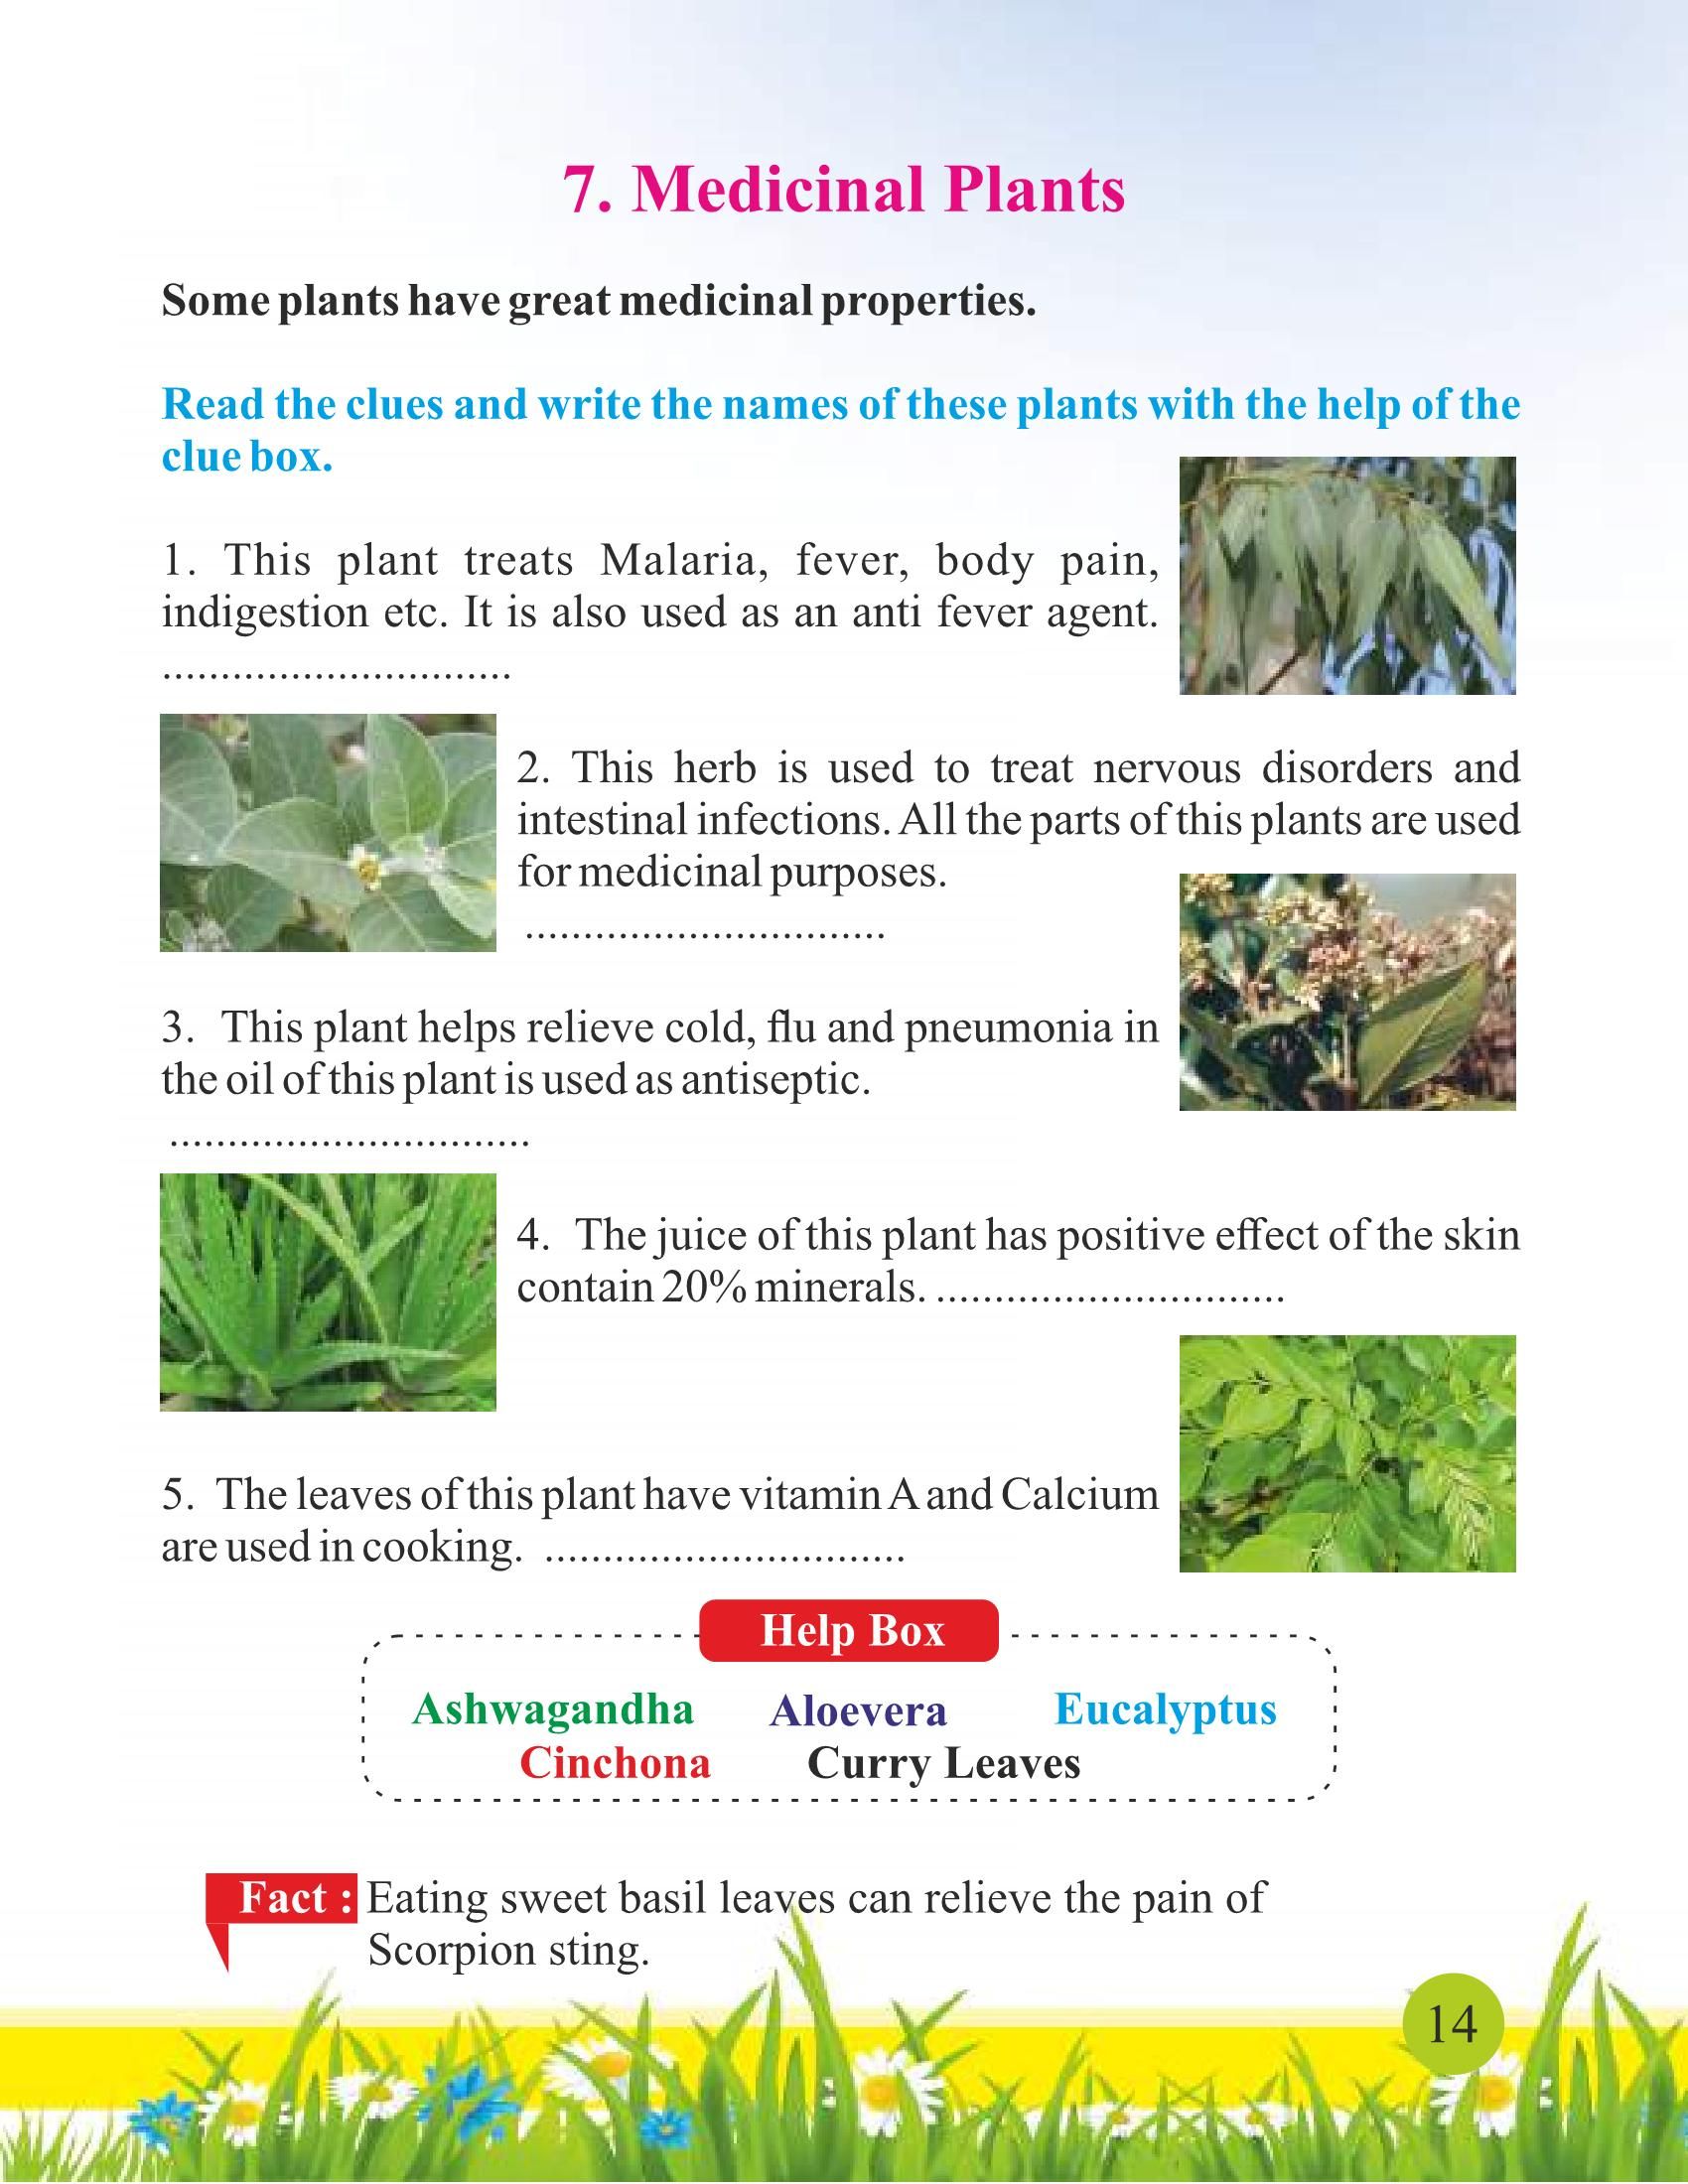 7. Medicinal Plants
Some plants have great medicinal properties.
Read the clues and write the names of these plants with the help of the
clue box.
1. This plant treats Malaria, fever, body pain,
indigestion etc. It is also used as an anti fever agent.
..............................
2. This herb is used to treat nervous disorders and
intestinal infections. All the parts of this plants are used
for medicinal purposes.
...............................
3. This plant helps relieve cold, flu and pneumonia in
the oil of this plant is used as antiseptic.
...............................
4. The juice of this plant has positive effect of the skin
contain 20% minerals. ..............................
5. The leaves of this plant have vitamin A and Calcium
are used in cooking. ...............................
Help Box
Ashwagandha Aloevera Eucalyptus
Cinchona Curry Leaves
Fact : Eating sweet basil leaves can relieve the pain of
Scorpion sting.
14